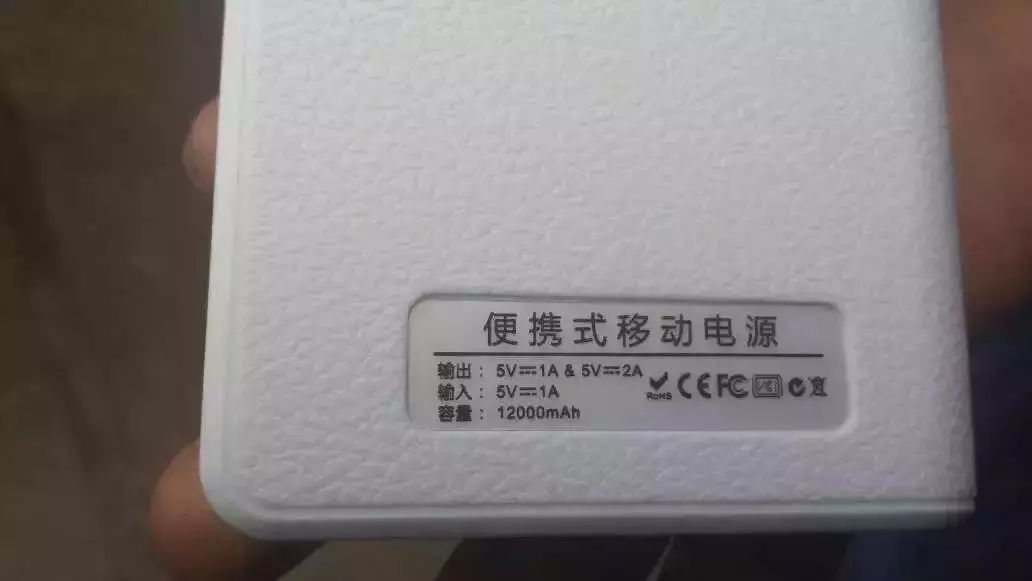 便携式移动电源
输出： 5V⎓1A & 5V⎓2A
输入： 5V⎓1A
容量： 12000mAh
RoHS CE FC